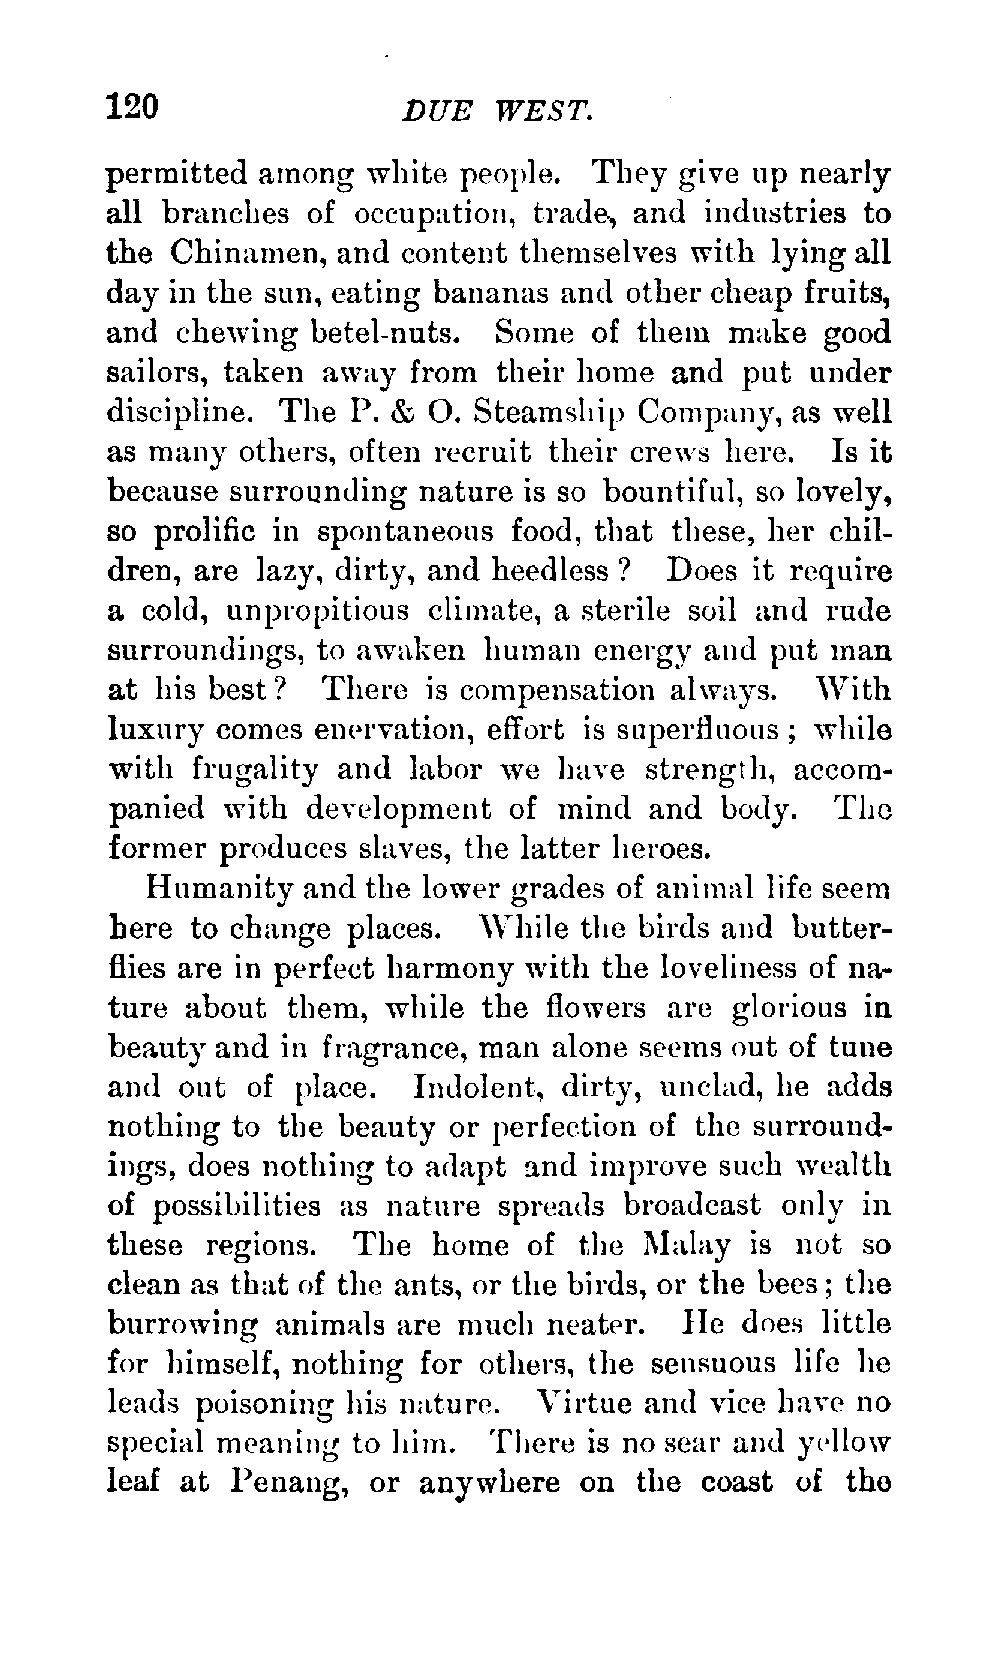 120 DUE WEST.
permitted among white people. They give up nearly
all branches of occupation, trade, and industries to
the Chinamen, and content themselves with lying all
day in the sun, eating bananas and other cheap fruits,
and chewing betel-nuts. Some of them make good
sailors, taken away from their home and put under
discipline. The P. & O. Steamship Company, as well
as many others, often recruit their crews here. Is it
because surrounding nature is so bountiful, so lovely,
so prolific in spontaneous food, that these, her chil-
dren, are lazy, dirty, and heedless ? Does it require
a cold, unpropitious climate, a sterile soil and rude
surroundings, to awaken human energy and put man
at his best ? There is compensation always. With
luxury comes enervation, effort is superfluous ; while
with frugality and labor we have strength, accom-
panied with development of mind and body. The
former produces slaves, the latter heroes.
Humanity and the lower grades of animal life seem
here to change places. While the birds and butter-
flies are in perfect harmony with the loveliness of na-
ture about them, while the flowers are glorious in
beauty and in fragrance, man alone seems out of tune
and out of place. Indolent, dirty, unclad, he adds
nothing to the beauty or perfection of the surround-
ings, does nothing to adapt and improve such wealth
of possibilities as nature spreads broadcast only in
these regions. The home of the Malay is not so
clean as that of the ants, or the birds, or the bees ; the
burrowing animals are much neater. He does little
for himself, nothing for others, the sensuous life he
leads poisoning his nature. Virtue and vice have no
special meaning to him. There is no sear and yellow
leaf at Penang, or anywhere on the coast of the